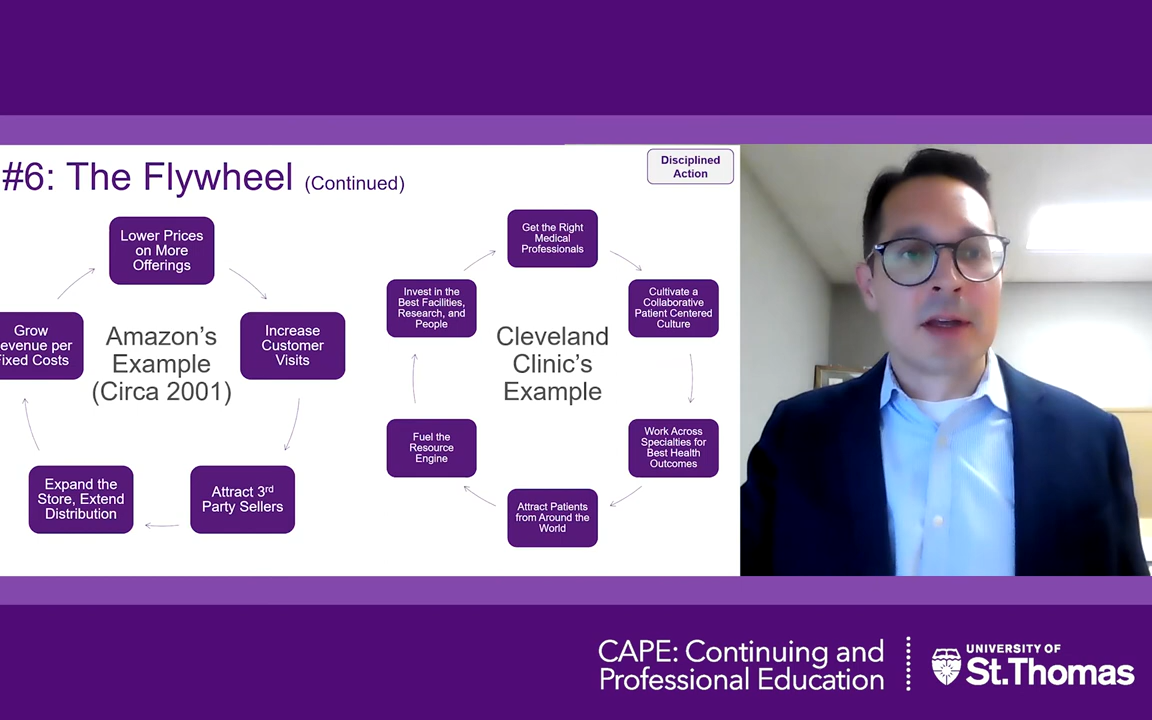 #6: The Flywheel (Continued)
Disciplined
Action
Lower Prices
on More
Offerings
Increase
Customer
Visits
Attract 3rd
Party Sellers
Expand the
Store, Extend
Distribution
Grow
evenue per
ixed Costs
Amazon’s
Example
(Circa 2001)
Get the Right
Medical
Professionals
Cultivate a
Collaborative
Patient Centered
Culture
Work Across
Specialties for
Best Health
Outcomes
Attract Patients
from Around the
World
Fuel the
Resource
Engine
Invest in the
Best Facilities,
Research, and
People
Cleveland
Clinic’s
Example
CAPE: Continuing and
Professional Education
UNIVERSITY OF
St.Thomas